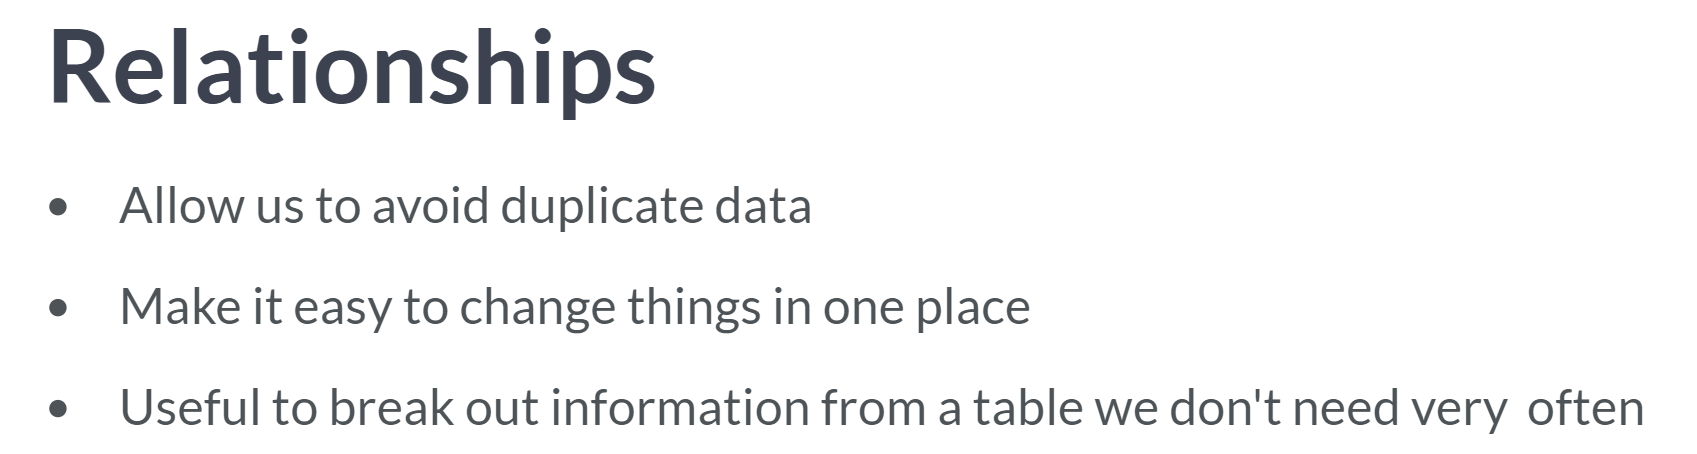 Relationships
• Allow us to avoid duplicate data
• Make it easy to change things in one place
• Useful to break out information from a table we don't need very  often